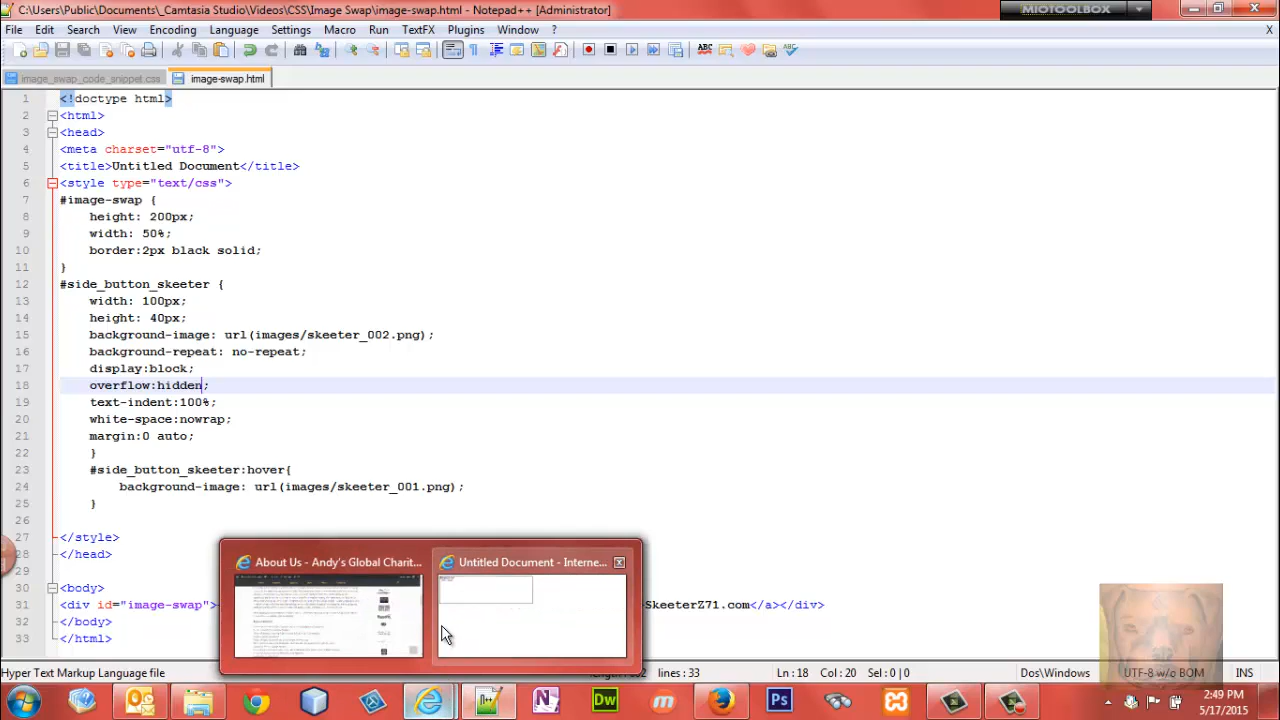 C:\Users\Public\Documents\_Camtasia Studio\Videos\CSS\Image Swap\image-swap.html - Notepad++ [Administrator]
MIOTOOLBOX
File Edit Search View Encoding Language Settings Macro Run TextFX Plugins Window ? X
image_swap_code_snippet.css image-swap.html
1 <!doctype html>
2 <html>
3 <head>
4 <meta charset="utf-8">
5 <title>Untitled Document</title>
6 <style type="text/css">
7 #image-swap {
8 height: 200px;
9 width: 50%;
10 border:2px black solid;
11 }
12 #side_button_skeeter {
13 width: 100px;
14 height: 40px;
15 background-image: url(images/skeeter_002.png);
16 background-repeat: no-repeat;
17 display:block;
18 overflow:hidden;
19 text-indent:100%;
20 white-space:nowrap;
21 margin:0 auto;
22 }
23 #side_button_skeeter:hover{
24 background-image: url(images/skeeter_001.png);
25 }
26
27 </style>
28 </head>
About Us - Andy's Global Charit... Untitled Document - Interne...
<body>
<div id="image-swap"> </a></div>
</body>
</html>
Hyper Text Markup Language file lines: 33 Ln:18 Col:20 Sel:0|0 Dos\Windows UTF-8 w/o BOM INS
2:49 PM
5/17/2015